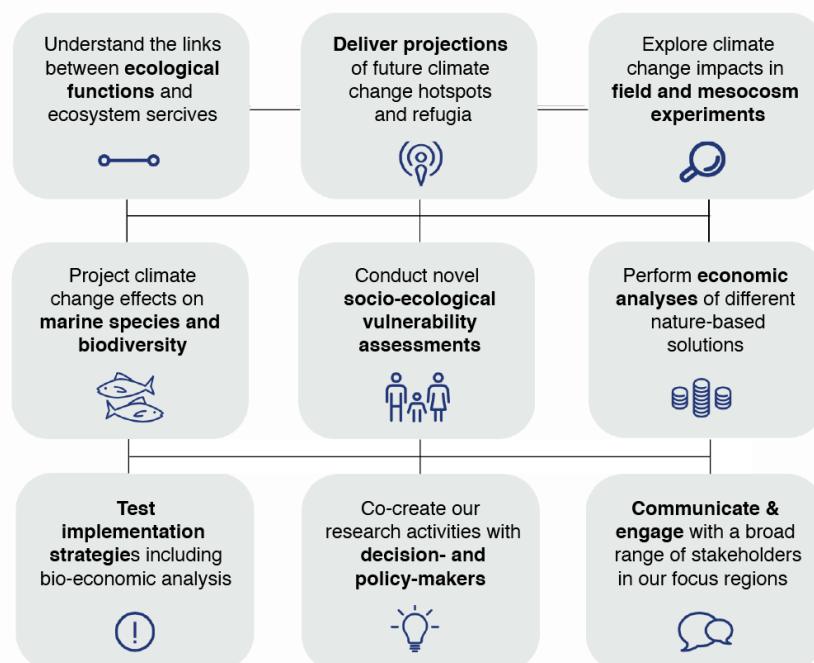 Understand the links
between ecological
functions and
ecosystem sercives
Deliver projections
of future climate
change hotspots
and refugia
Explore climate
change impacts in
field and mesocosm
experiments
Project climate
change effects on
marine species and
biodiversity
Conduct novel
socio-ecological
vulnerability
assessments
Perform economic
analyses of different
nature-based
solutions
Test
implementation
strategies including
bio-economic analysis
Co-create our
research activities with
decision- and
policy-makers
Communicate &
engage with a broad
range of stakeholders
in our focus regions